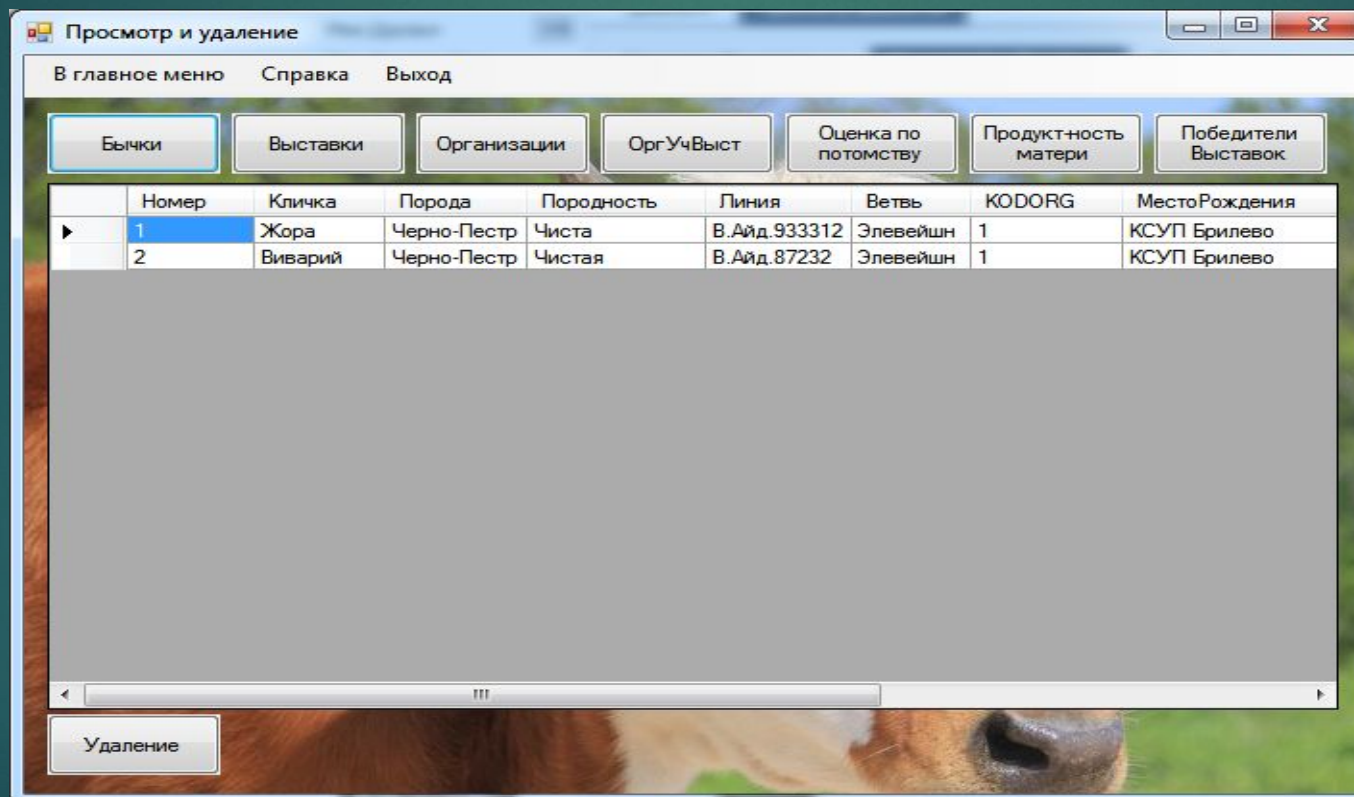 Просмотр и удаление
В главное меню Справка Выход
Бычки Выставки Организации ОргУчВыст Оценка по потомству Продукт-ность матери Победители Выставок
Номер Кличка Порода Породность Линия Ветвь KODORG МестоРождения
1 Жора Черно-Пестр Чиста В.Айд.933312 Элевейшн 1 КСУП Брилево
2 Виварий Черно-Пестр Чистая В.Айд.87232 Элевейшн 1 КСУП Брилево
Удаление